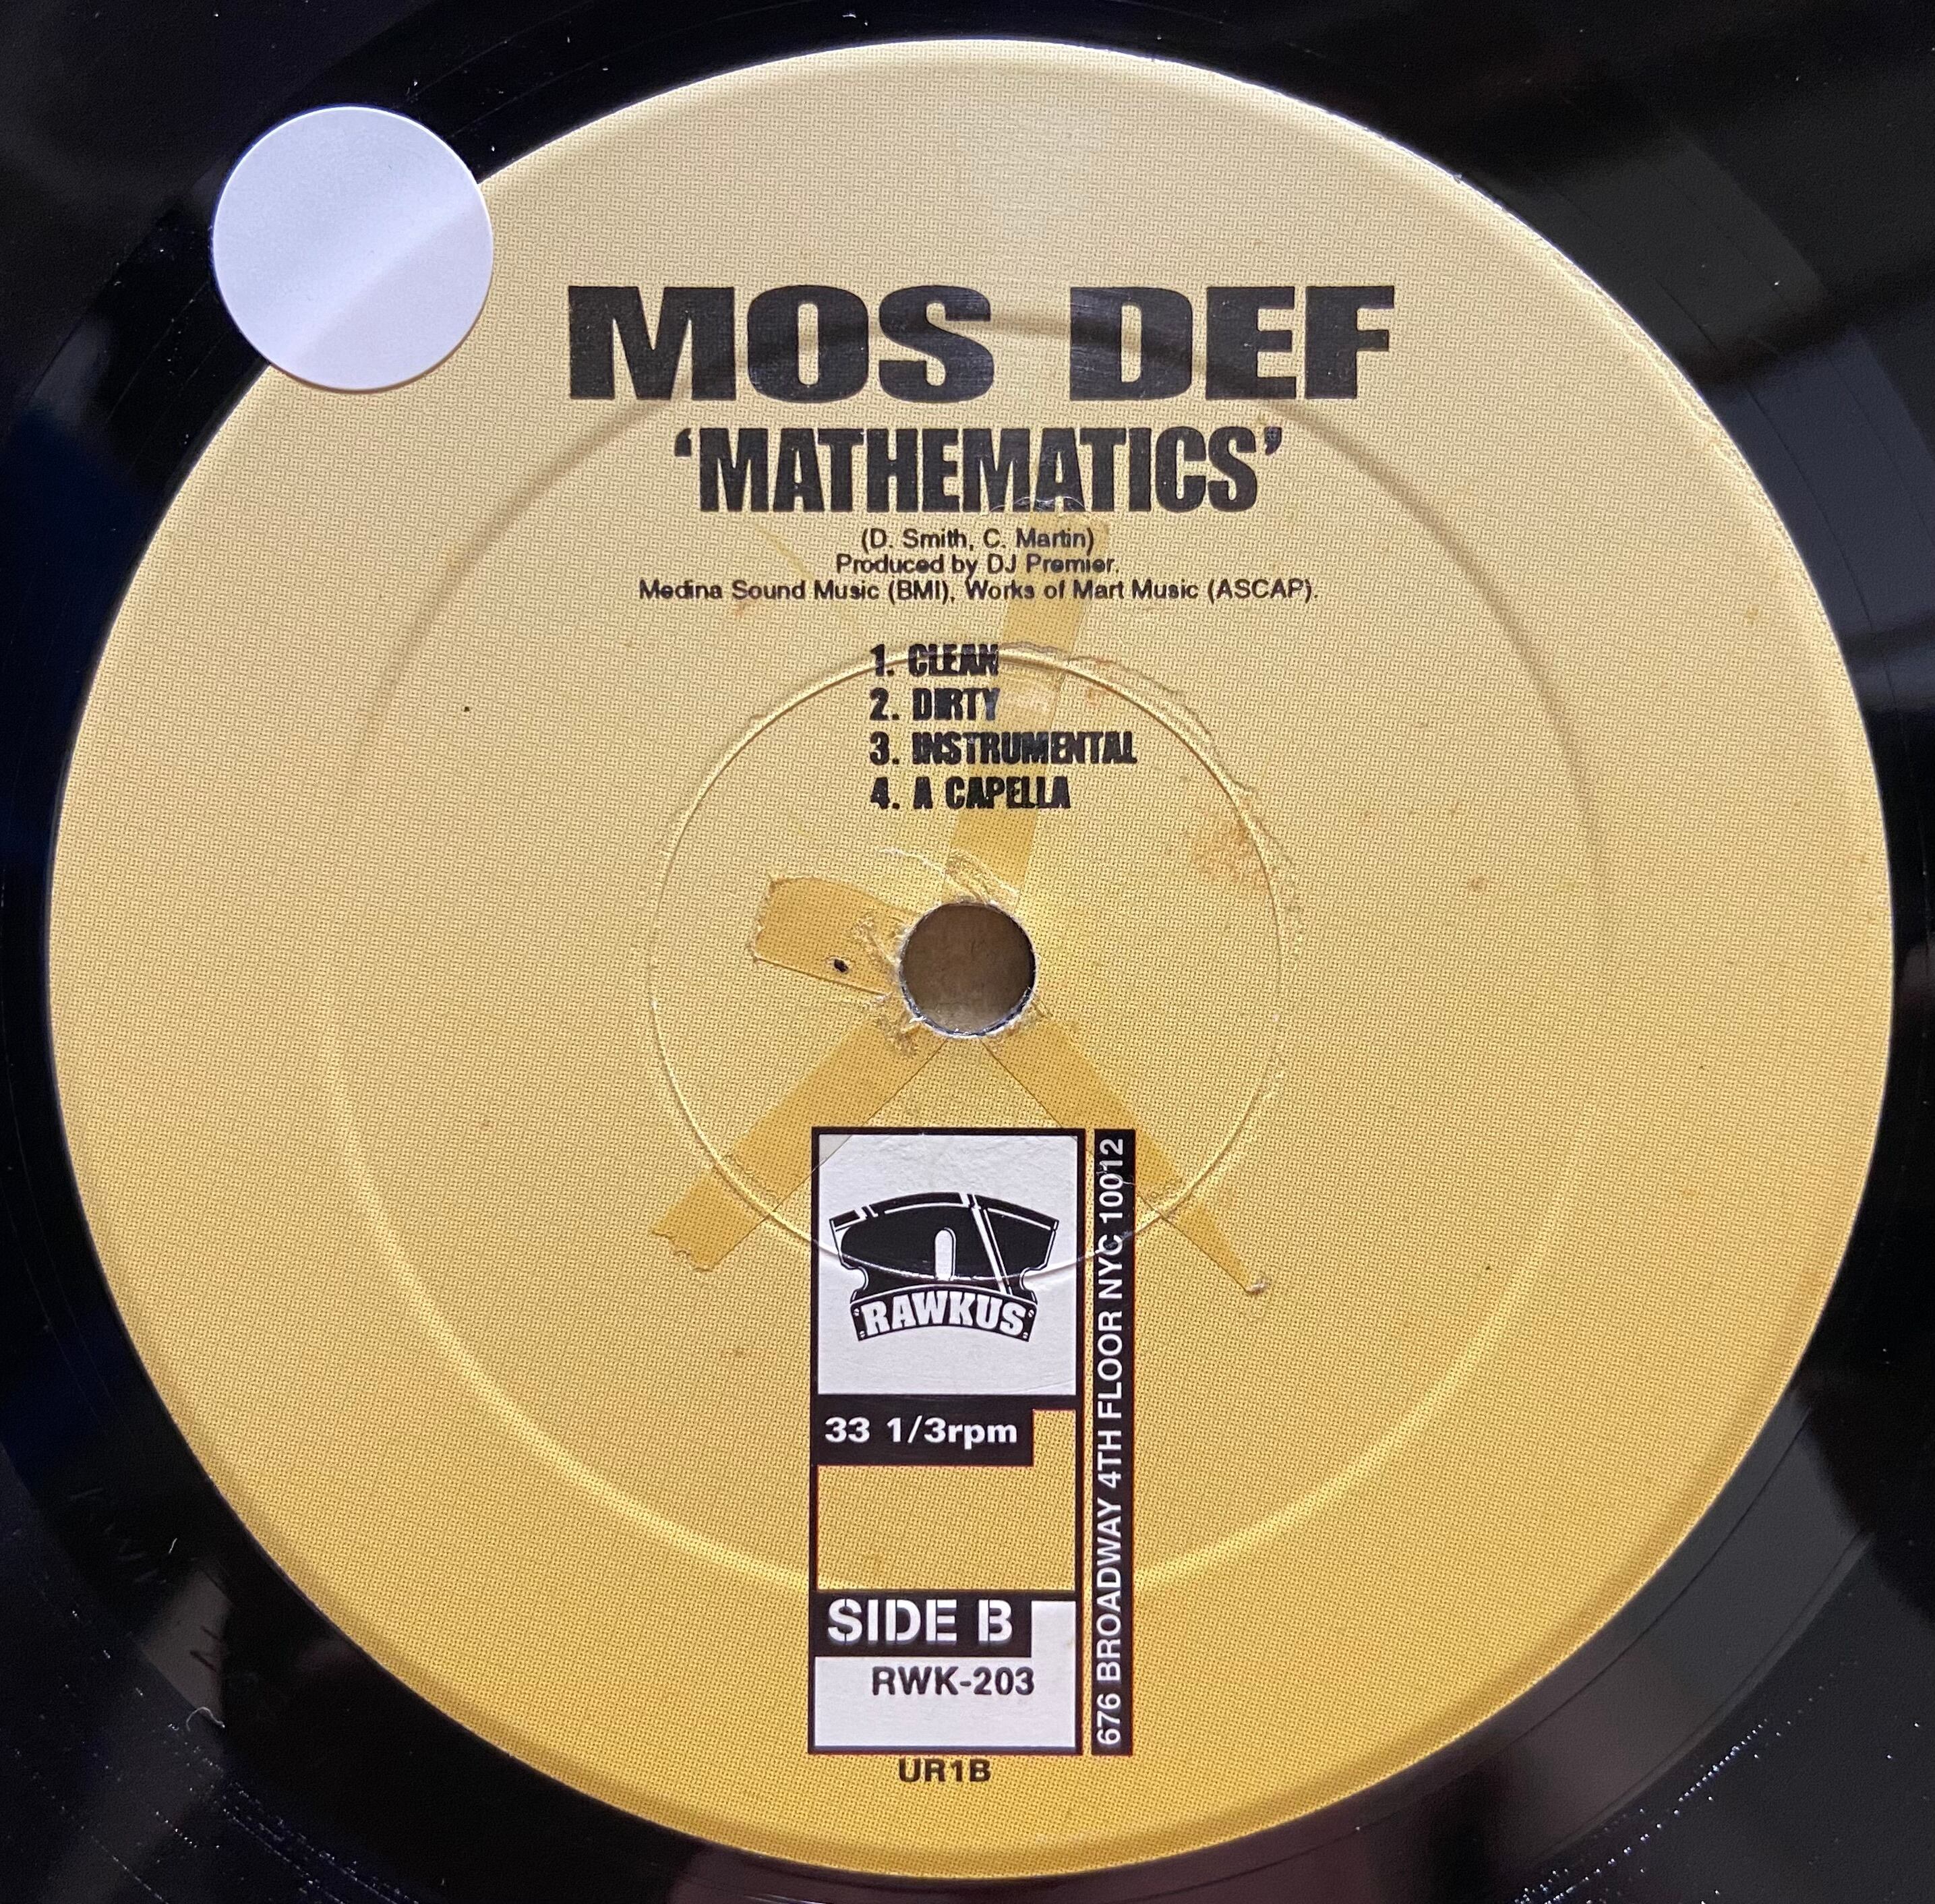 MOS DEF
‘MATHEMATICS’
(D. Smith, C. Martin)
Produced by DJ Premier.
Medina Sound Music (BMI), Works of Mart Music (ASCAP).
1. CLEAN
2. DIRTY
3. INSTRUMENTAL
4. A CAPELLA
RAWKUS
33 1/3rpm
SIDE B
RWK-203
676 BROADWAY 4TH FLOOR NYC 10012
UR1B